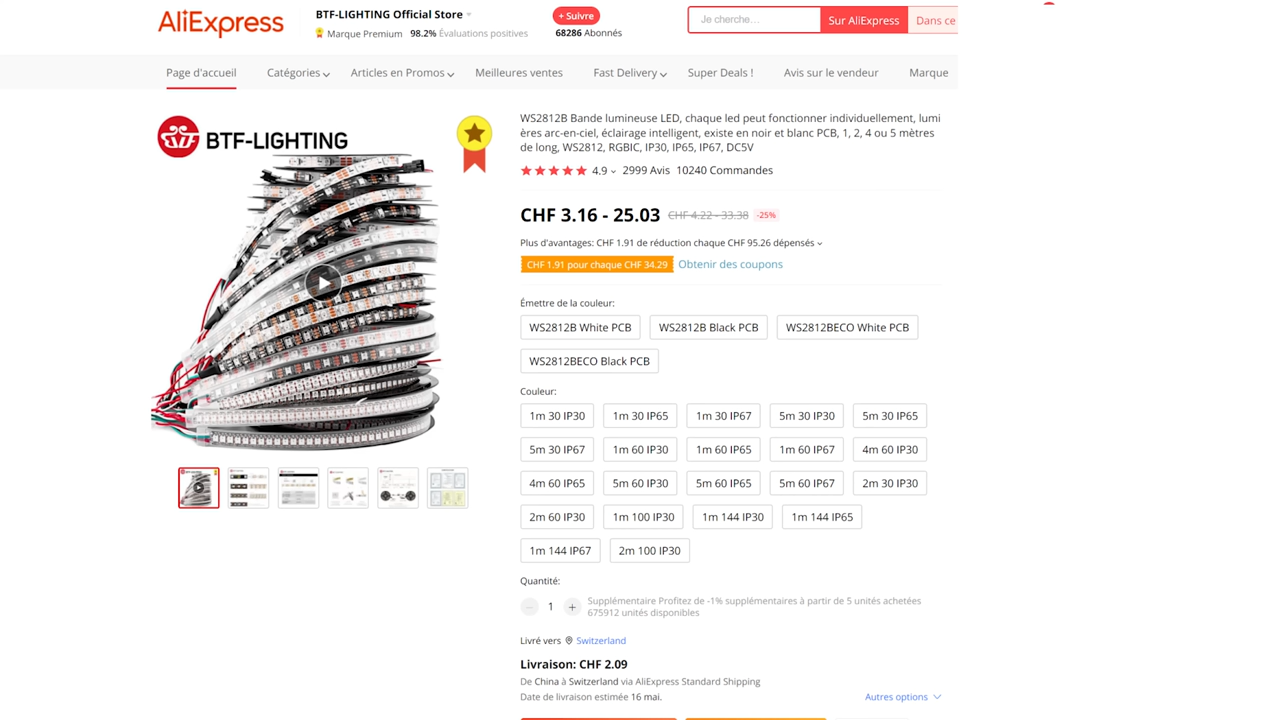 AliExpress
BTF-LIGHTING Official Store
Marque Premium 98.2% Évaluations positives
+ Suivre
68286 Abonnés
Je cherche…
Sur AliExpress
Dans ce
Page d'accueil
Catégories
Articles en Promos
Meilleures ventes
Fast Delivery
Super Deals !
Avis sur le vendeur
Marque
BTF-LIGHTING
WS2812B Bande lumineuse LED, chaque led peut fonctionner individuellement, lumi
ères arc-en-ciel, éclairage intelligent, existe en noir et blanc PCB, 1, 2, 4 ou 5 mètres
de long, WS2812, RGBIC, IP30, IP65, IP67, DC5V
4.9 2999 Avis 10240 Commandes
CHF 3.16 - 25.03 CHF 4.22 - 33.38 -25%
Plus d'avantages: CHF 1.91 de réduction chaque CHF 95.26 dépensés
CHF 1.91 pour chaque CHF 34.29 Obtenir des coupons
Émettre de la couleur:
WS2812B White PCB WS2812B Black PCB WS2812BECO White PCB
WS2812BECO Black PCB
Couleur:
1m 30 IP30 1m 30 IP65 1m 30 IP67 5m 30 IP30 5m 30 IP65
5m 30 IP67 1m 60 IP30 1m 60 IP65 1m 60 IP67 4m 60 IP30
4m 60 IP65 5m 60 IP30 5m 60 IP65 5m 60 IP67 2m 30 IP30
2m 60 IP30 1m 100 IP30 1m 144 IP30 1m 144 IP65
1m 144 IP67 2m 100 IP30
Quantité:
− 1 + Supplémentaire Profitez de -1% supplémentaires à partir de 5 unités achetées
675912 unités disponibles
Livré vers Switzerland
Livraison: CHF 2.09
De China à Switzerland via AliExpress Standard Shipping
Date de livraison estimée 16 mai. Autres options